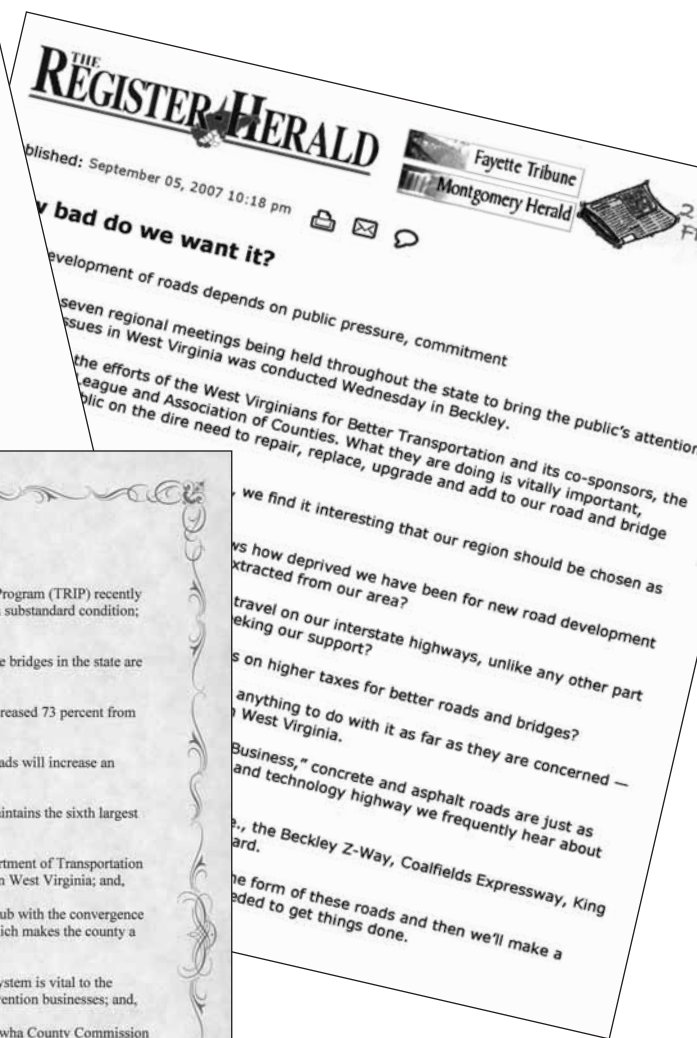 THE
REGISTER-HERALD
Fayette Tribune
Montgomery Herald
blished: September 05, 2007 10:18 pm
w bad do we want it?
evelopment of roads depends on public pressure, commitment
seven regional meetings being held throughout the state to bring the public's attention
ssues in West Virginia was conducted Wednesday in Beckley.
the efforts of the West Virginians for Better Transportation and its co-sponsors, the
League and Association of Counties. What they are doing is vitally important,
blic on the dire need to repair, replace, upgrade and add to our road and bridge
, we find it interesting that our region should be chosen as
ws how deprived we have been for new road development
xtracted from our area?
travel on our interstate highways, unlike any other part
eking our support?
s on higher taxes for better roads and bridges?
anything to do with it as far as they are concerned —
West Virginia.
Business," concrete and asphalt roads are just as
and technology highway we frequently hear about
e., the Beckley Z-Way, Coalfields Expressway, King
ard.
he form of these roads and then we'll make a
eded to get things done.
Program (TRIP) recently
substandard condition;
e bridges in the state are
reased 73 percent from
ads will increase an
intains the sixth largest
rtment of Transportation
n West Virginia; and,
ub with the convergence
ich makes the county a
ystem is vital to the
vention businesses; and,
wha County Commission